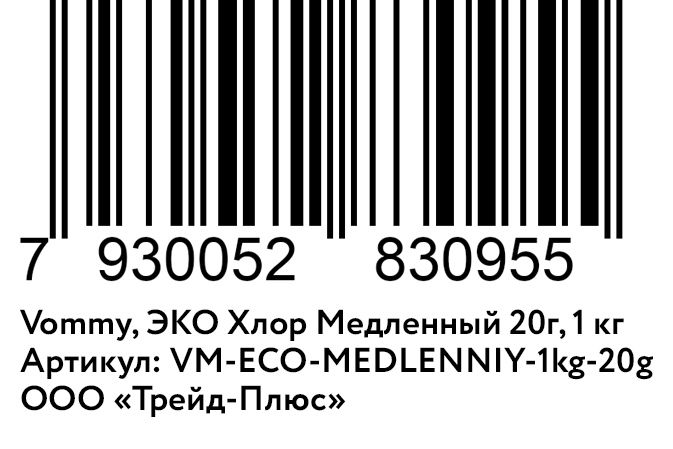 7 930052 830955
Vommy, ЭКО Хлор Медленный 20г, 1 кг
Артикул: VM-ECO-MEDLENNIY-1kg-20g
ООО «Трейд-Плюс»